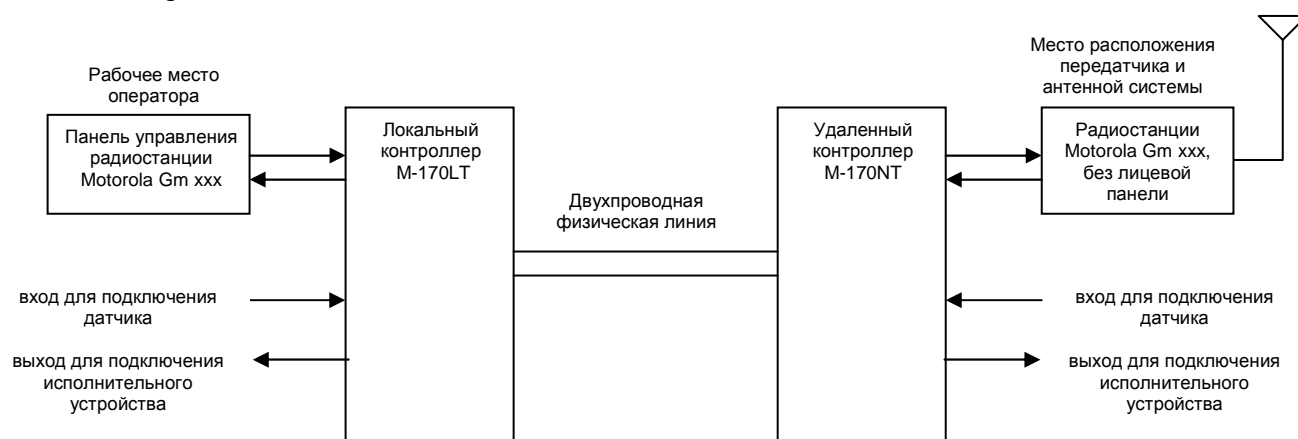 Рабочее место
оператора
Панель управления
радиостанции
Motorola Gm xxx
Локальный
контроллер
М-170LT
Двухпроводная
физическая линия
Удаленный
контроллер
М-170NT
Место расположения
передатчика и
антенной системы
Радиостанции
Motorola Gm xxx,
без лицевой
панели
вход для подключения
датчика
выход для подключения
исполнительного
устройства
вход для подключения
датчика
выход для подключения
исполнительного
устройства